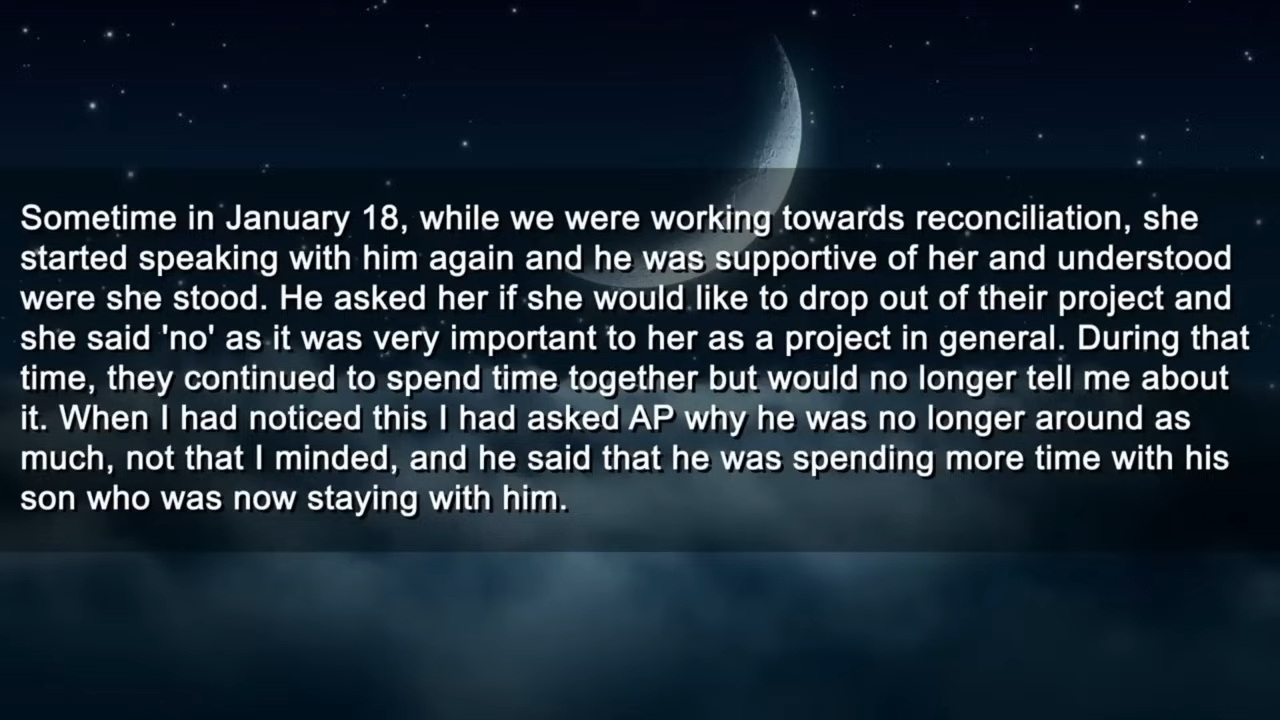 Sometime in January 18, while we were working towards reconciliation, she
started speaking with him again and he was supportive of her and understood
were she stood. He asked her if she would like to drop out of their project and
she said 'no' as it was very important to her as a project in general. During that
time, they continued to spend time together but would no longer tell me about
it. When I had noticed this I had asked AP why he was no longer around as
much, not that I minded, and he said that he was spending more time with his
son who was now staying with him.